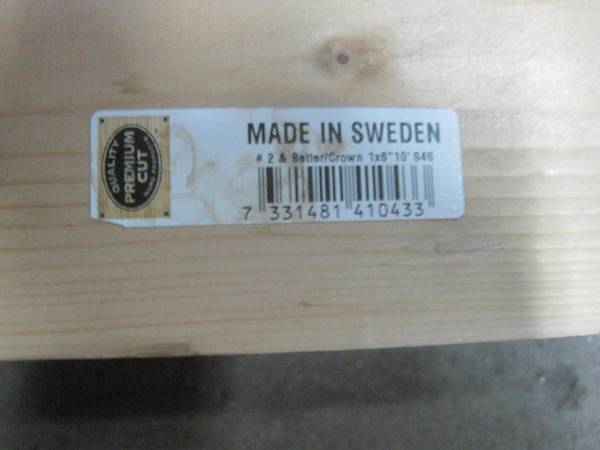 QUALITY
PREMIUM
CUT
MADE IN SWEDEN
# 2 & Better/Crown 1x6"10' S4S
7 331481 410433